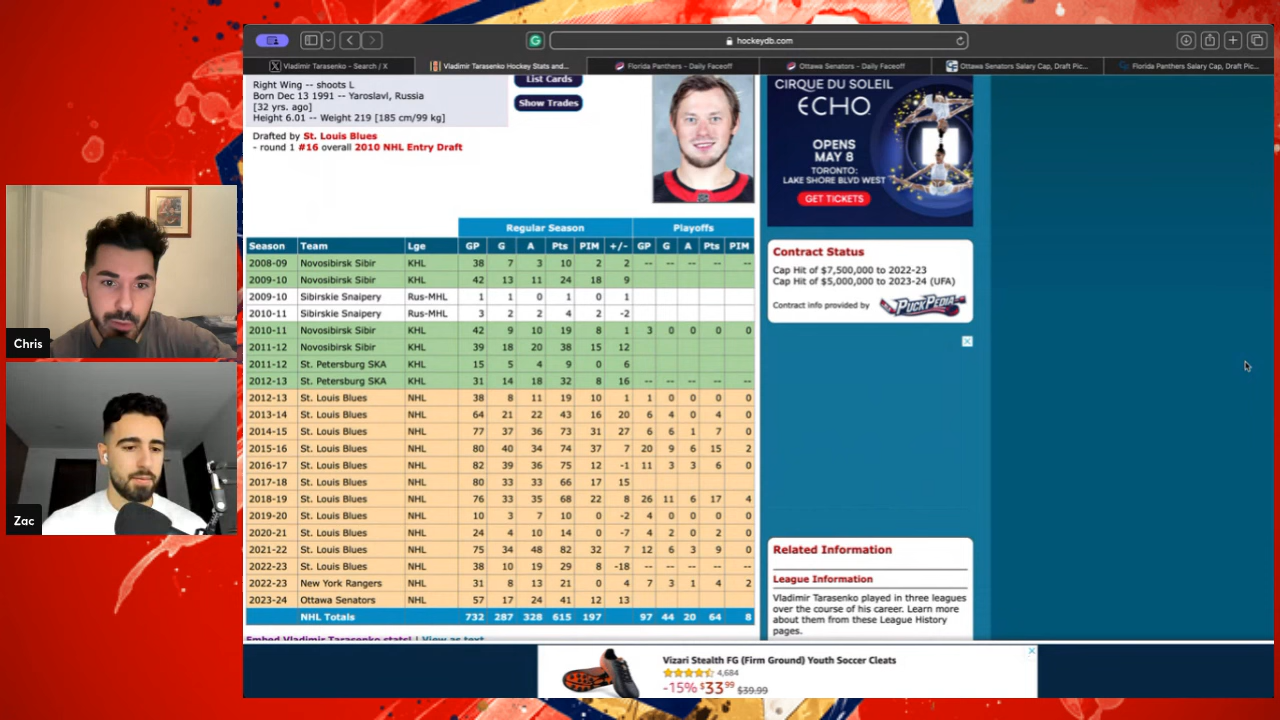 hockeydb.com
Vladimir Tarasenko - Search / X
Vladimir Tarasenko Hockey Stats and...
Florida Panthers - Daily Faceoff
Ottawa Senators - Daily Faceoff
Ottawa Senators Salary Cap, Draft Pic...
Florida Panthers Salary Cap, Draft Pic...
Right Wing -- shoots L
Born Dec 13 1991 -- Yaroslavl, Russia
[32 yrs. ago]
Height 6.01 -- Weight 219 [185 cm/99 kg]
Drafted by St. Louis Blues
- round 1 #16 overall 2010 NHL Entry Draft
List Cards
Show Trades
CIRQUE DU SOLEIL
ECHO
OPENS
MAY 8
TORONTO:
LAKE SHORE BLVD WEST
GET TICKETS
Regular Season Playoffs
Season Team Lge GP G A Pts PIM +/- GP G A Pts PIM
2008-09 Novosibirsk Sibir KHL 38 7 3 10 2 2 -- -- -- -- --
2009-10 Novosibirsk Sibir KHL 42 13 11 24 18 9
2009-10 Sibirskie Snaipery Rus-MHL 1 1 0 1 0 1
2010-11 Sibirskie Snaipery Rus-MHL 3 2 2 4 2 -2
2010-11 Novosibirsk Sibir KHL 42 9 10 19 8 1 3 0 0 0 0
2011-12 Novosibirsk Sibir KHL 39 18 20 38 15 12
2011-12 St. Petersburg SKA KHL 15 5 4 9 0 6
2012-13 St. Petersburg SKA KHL 31 14 18 32 8 16 -- -- -- -- --
2012-13 St. Louis Blues NHL 38 8 11 19 10 1 1 0 0 0 0
2013-14 St. Louis Blues NHL 64 21 22 43 16 20 6 4 0 4 0
2014-15 St. Louis Blues NHL 77 37 36 73 31 27 6 6 1 7 0
2015-16 St. Louis Blues NHL 80 40 34 74 37 7 20 9 6 15 2
2016-17 St. Louis Blues NHL 82 39 36 75 12 -1 11 3 3 6 0
2017-18 St. Louis Blues NHL 80 33 33 66 17 15
2018-19 St. Louis Blues NHL 76 33 35 68 22 8 26 11 6 17 4
2019-20 St. Louis Blues NHL 10 3 7 10 0 -2 4 0 0 0 0
2020-21 St. Louis Blues NHL 24 4 10 14 0 -7 4 2 0 2 0
2021-22 St. Louis Blues NHL 75 34 48 82 32 7 12 6 3 9 0
2022-23 St. Louis Blues NHL 38 10 19 29 8 -18 -- -- -- -- --
2022-23 New York Rangers NHL 31 8 13 21 0 4 7 3 1 4 2
2023-24 Ottawa Senators NHL 57 17 24 41 12 13
NHL Totals 732 287 328 615 197 97 44 20 64 8
Embed Vladimir Tarasenko stats! | View as text
Contract Status
Cap Hit of $7,500,000 to 2022-23
Cap Hit of $5,000,000 to 2023-24 (UFA)
Contract info provided by PUCKPEDIA
Related Information
League Information
Vladimir Tarasenko played in three leagues
over the course of his career. Learn more
about them from these League History
pages.
Vizari Stealth FG (Firm Ground) Youth Soccer Cleats
4,684
-15% $33 99 $39.99
Chris
Zac